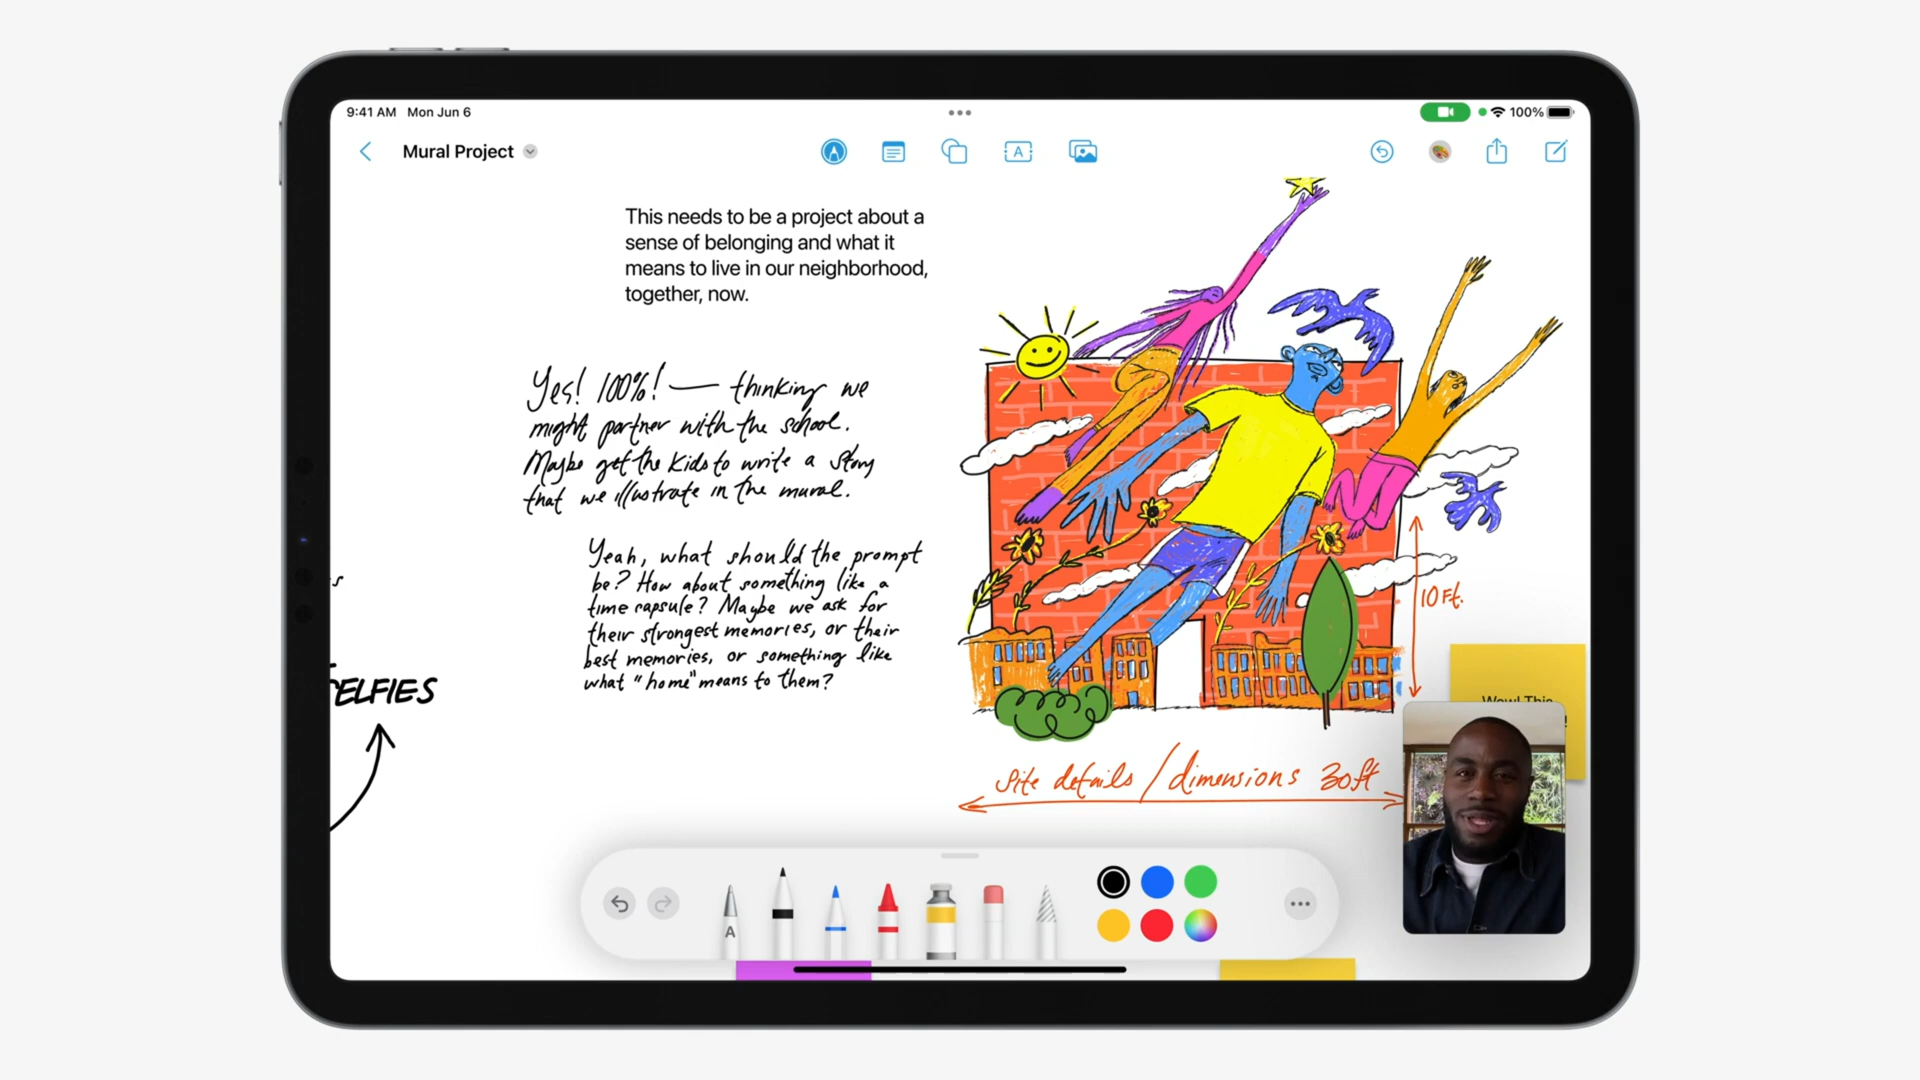 9:41 AM Mon Jun 6
100%
Mural Project
A
This needs to be a project about a
sense of belonging and what it
means to live in our neighborhood,
together, now.
Yes! 100%! — thinking we
might partner with the school.
Maybe get the kids to write a story
that we illustrate in the mural.
Yeah, what should the prompt
be? How about something like a
time capsule? Maybe we ask for
their strongest memories, or their
best memories, or something like
what "home" means to them?
ELFIES
10 Ft.
Wow! This
Site details / dimensions 30ft
A